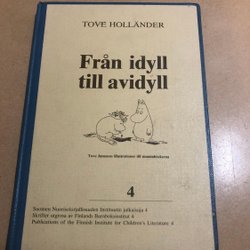 TOVE HOLLÄNDER
Från idyll
till avidyll
Tove Janssons illustrationer till muminböckerna
4
Suomen Nuorisokirjallisuuden Instituutin julkaisuja 4
Skrifter utgivna av Finlands Barnboksinstitut 4
Publications of the Finnish Institute for Children's Literature 4